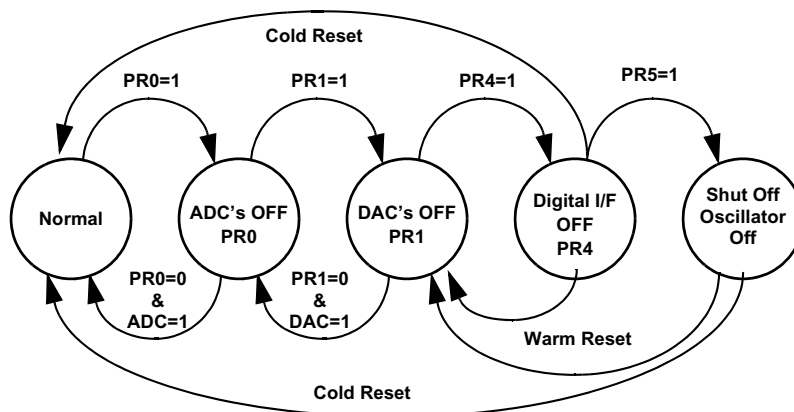 Cold Reset
PR0=1
PR1=1
PR4=1
PR5=1
Normal
ADC's OFF
PR0
DAC's OFF
PR1
Digital I/F
OFF
PR4
Shut Off
Oscillator
Off
PR0=0
&
ADC=1
PR1=0
&
DAC=1
Warm Reset
Cold Reset